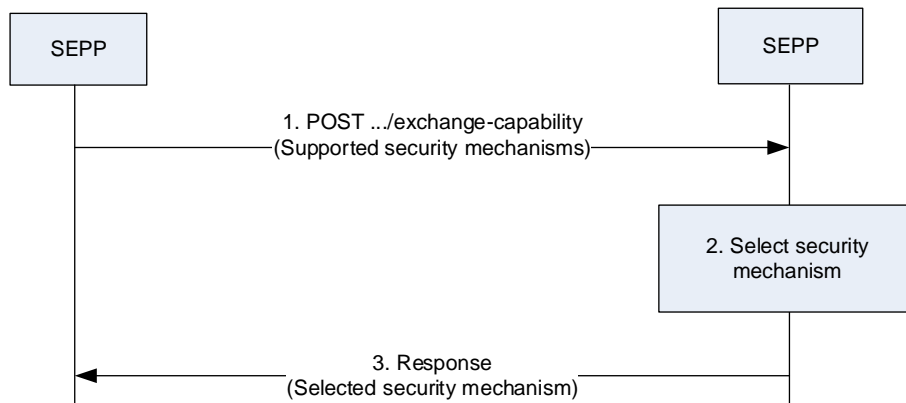 SEPP
SEPP
1. POST .../exchange-capability
(Supported security mechanisms)
2. Select security
mechanism
3. Response
(Selected security mechanism)